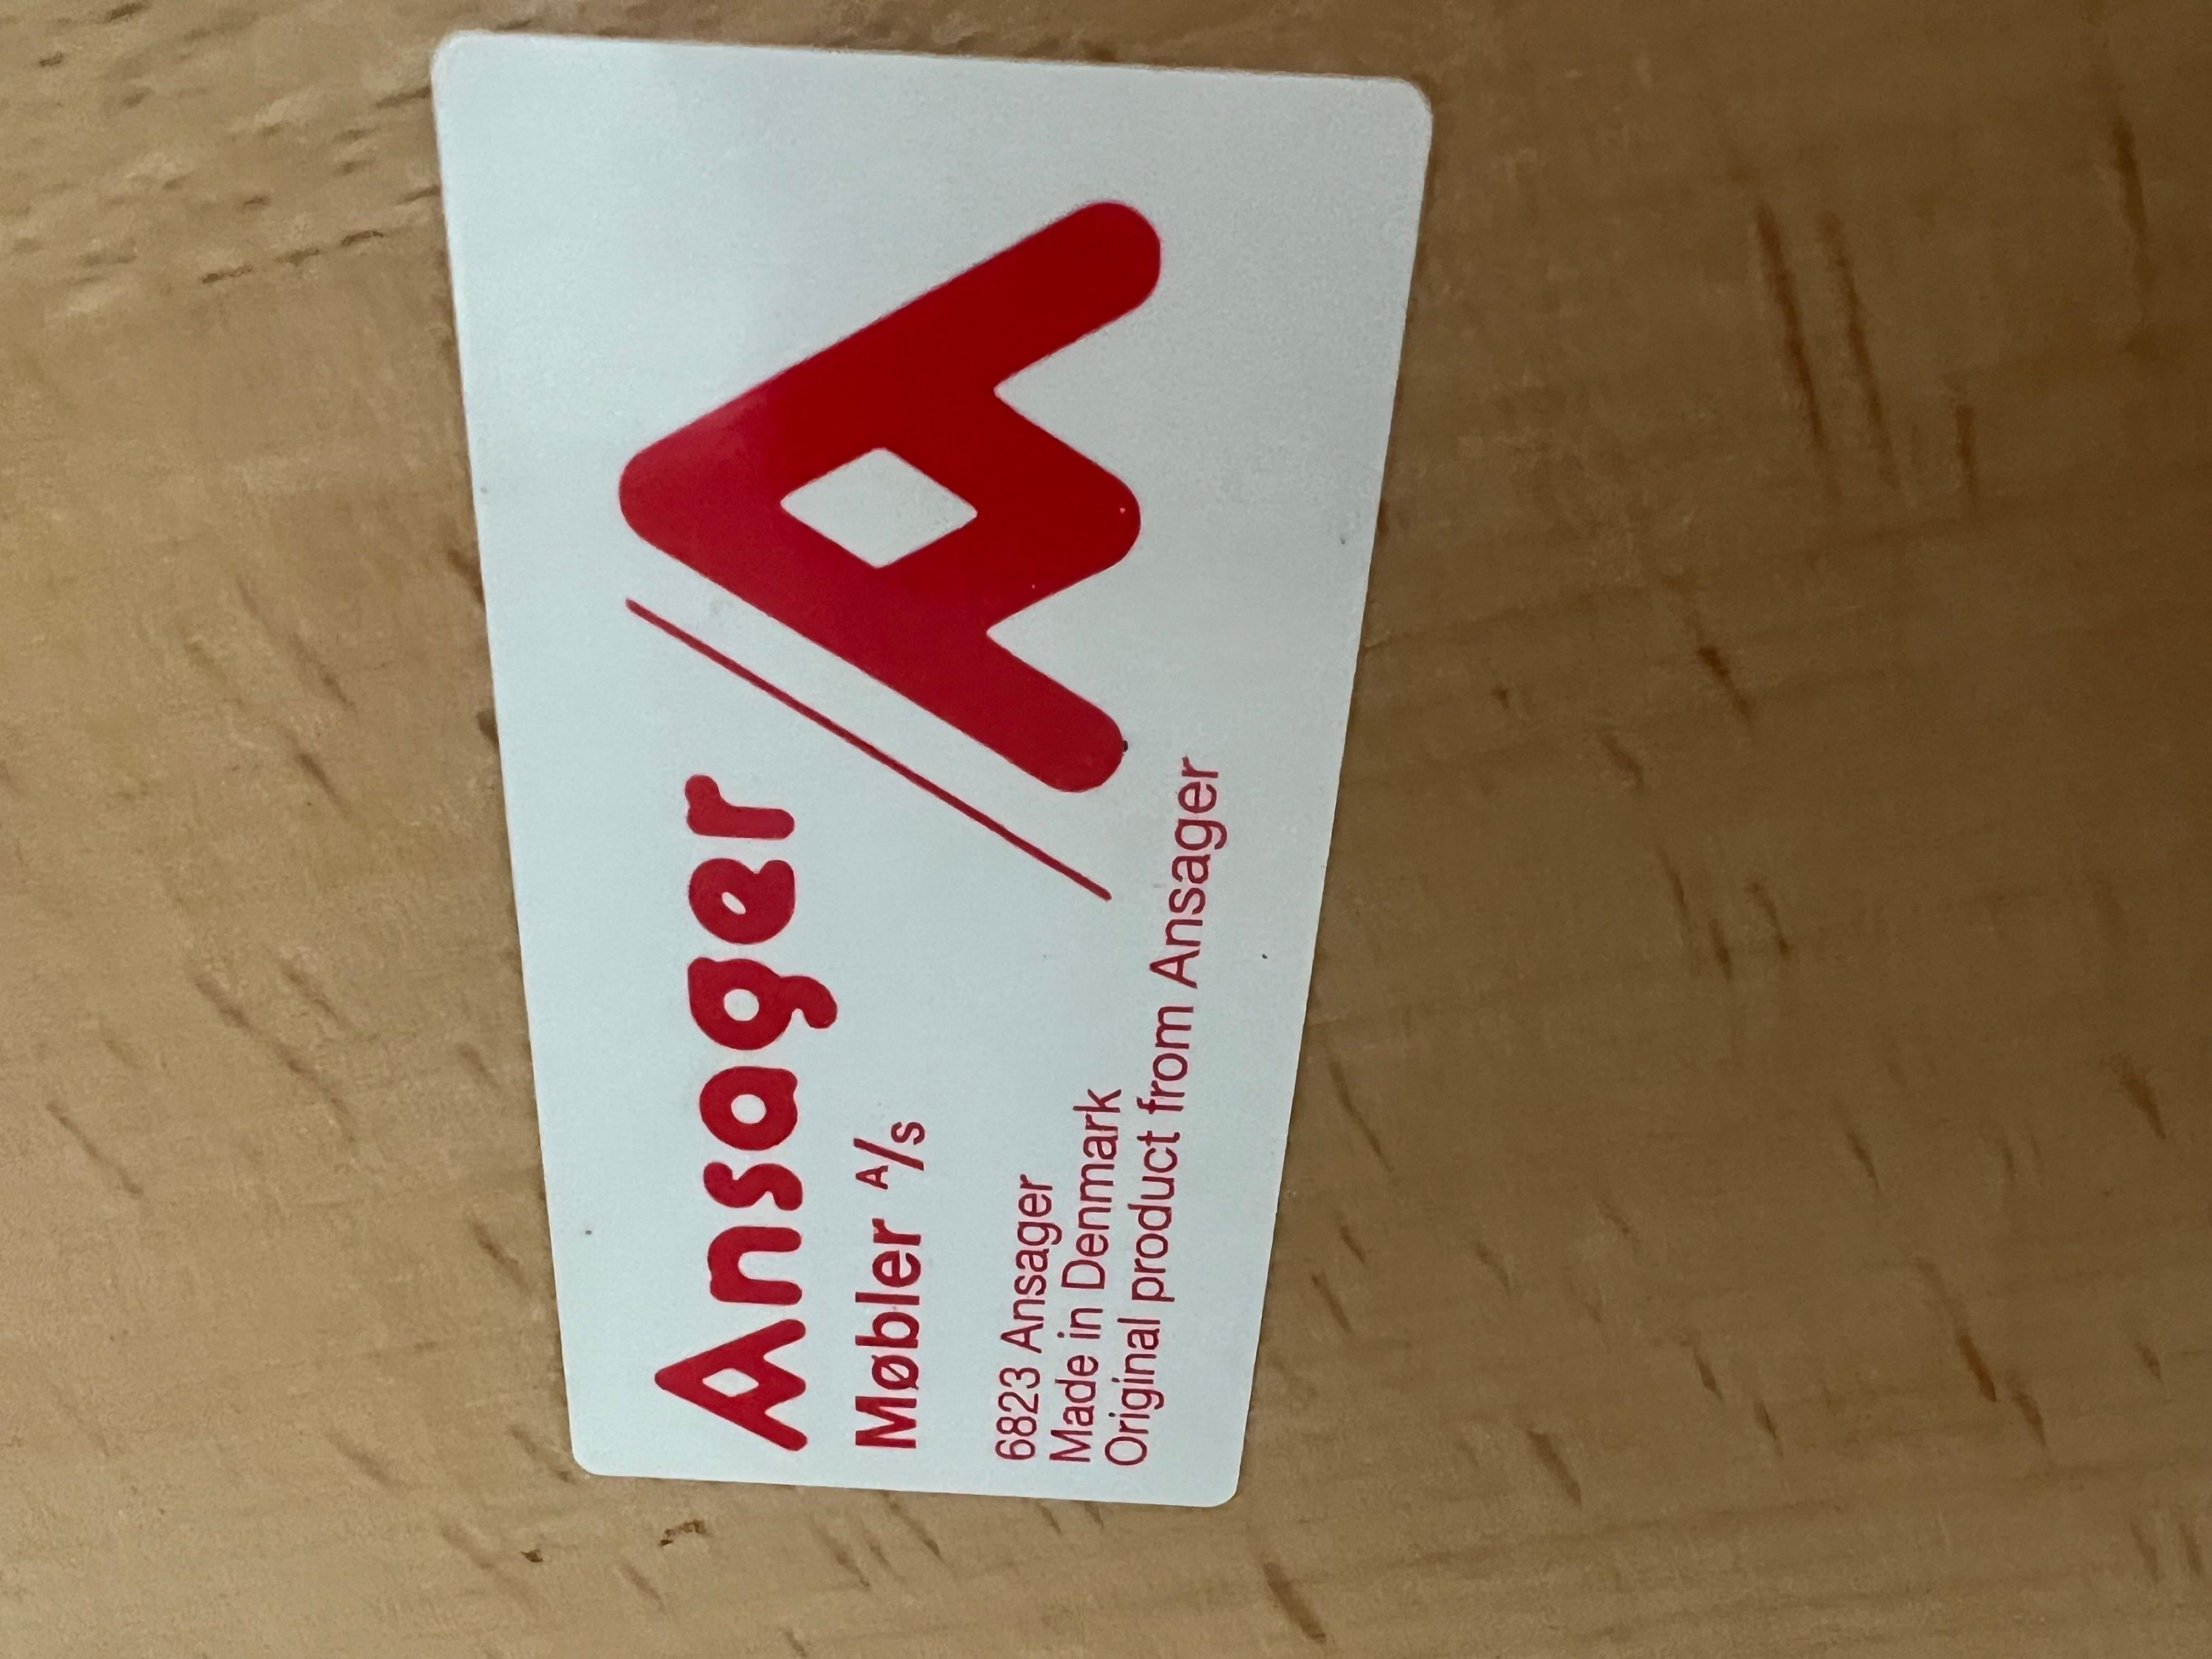 Ansager
Møbler A/s
6823 Ansager
Made in Denmark
Original product from Ansager